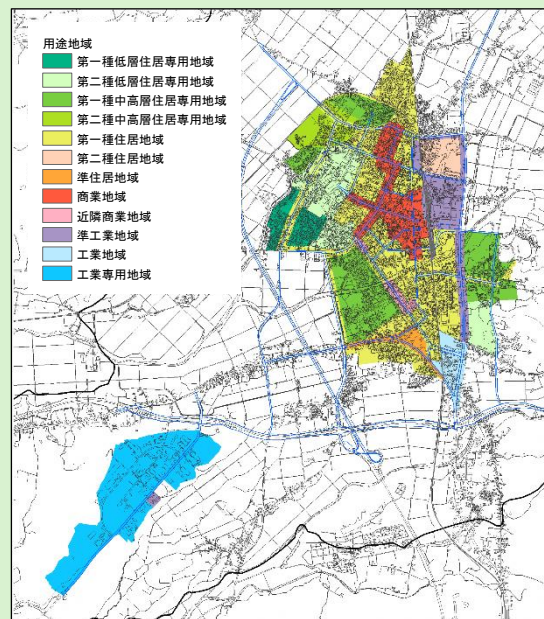 用途地域
第一種低層住居専用地域
第二種低層住居専用地域
第一種中高層住居専用地域
第二種中高層住居専用地域
第一種住居地域
第二種住居地域
準住居地域
商業地域
近隣商業地域
準工業地域
工業地域
工業専用地域